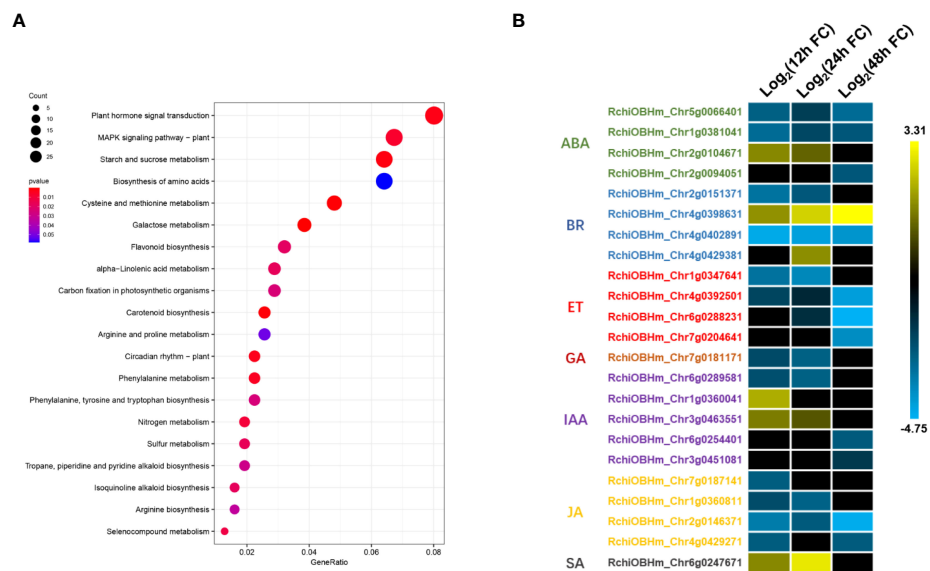 A
Count
5
10
15
20
25
pvalue
0.01
0.02
0.03
0.04
0.05
Plant hormone signal transduction
MAPK signaling pathway − plant
Starch and sucrose metabolism
Biosynthesis of amino acids
Cysteine and methionine metabolism
Galactose metabolism
Flavonoid biosynthesis
alpha−Linolenic acid metabolism
Carbon fixation in photosynthetic organisms
Carotenoid biosynthesis
Arginine and proline metabolism
Circadian rhythm − plant
Phenylalanine metabolism
Phenylalanine, tyrosine and tryptophan biosynthesis
Nitrogen metabolism
Sulfur metabolism
Tropane, piperidine and pyridine alkaloid biosynthesis
Isoquinoline alkaloid biosynthesis
Arginine biosynthesis
Selenocompound metabolism
0.02 0.04 0.06 0.08
GeneRatio
B
Log2(12h FC) Log2(24h FC) Log2(48h FC)
ABA
RchiOBHm_Chr5g0066401
RchiOBHm_Chr1g0381041
RchiOBHm_Chr2g0104671
RchiOBHm_Chr2g0094051
BR
RchiOBHm_Chr2g0151371
RchiOBHm_Chr4g0398631
RchiOBHm_Chr4g0402891
RchiOBHm_Chr4g0429381
ET
RchiOBHm_Chr1g0347641
RchiOBHm_Chr4g0392501
RchiOBHm_Chr6g0288231
RchiOBHm_Chr7g0204641
GA
RchiOBHm_Chr7g0181171
IAA
RchiOBHm_Chr6g0289581
RchiOBHm_Chr1g0360041
RchiOBHm_Chr3g0463551
RchiOBHm_Chr6g0254401
RchiOBHm_Chr3g0451081
JA
RchiOBHm_Chr7g0187141
RchiOBHm_Chr1g0360811
RchiOBHm_Chr2g0146371
RchiOBHm_Chr4g0429271
SA
RchiOBHm_Chr6g0247671
3.31
-4.75